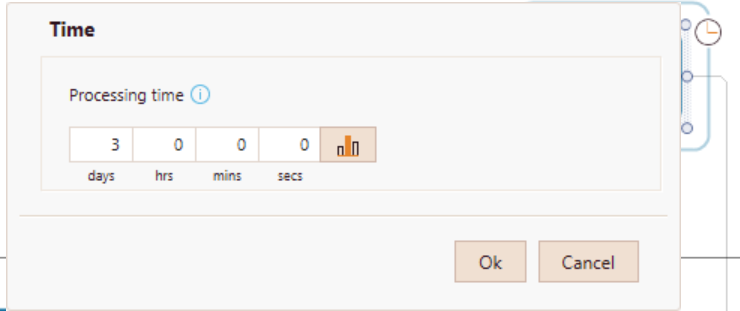 Time
Processing time
3 0 0 0
days hrs mins secs
Ok Cancel